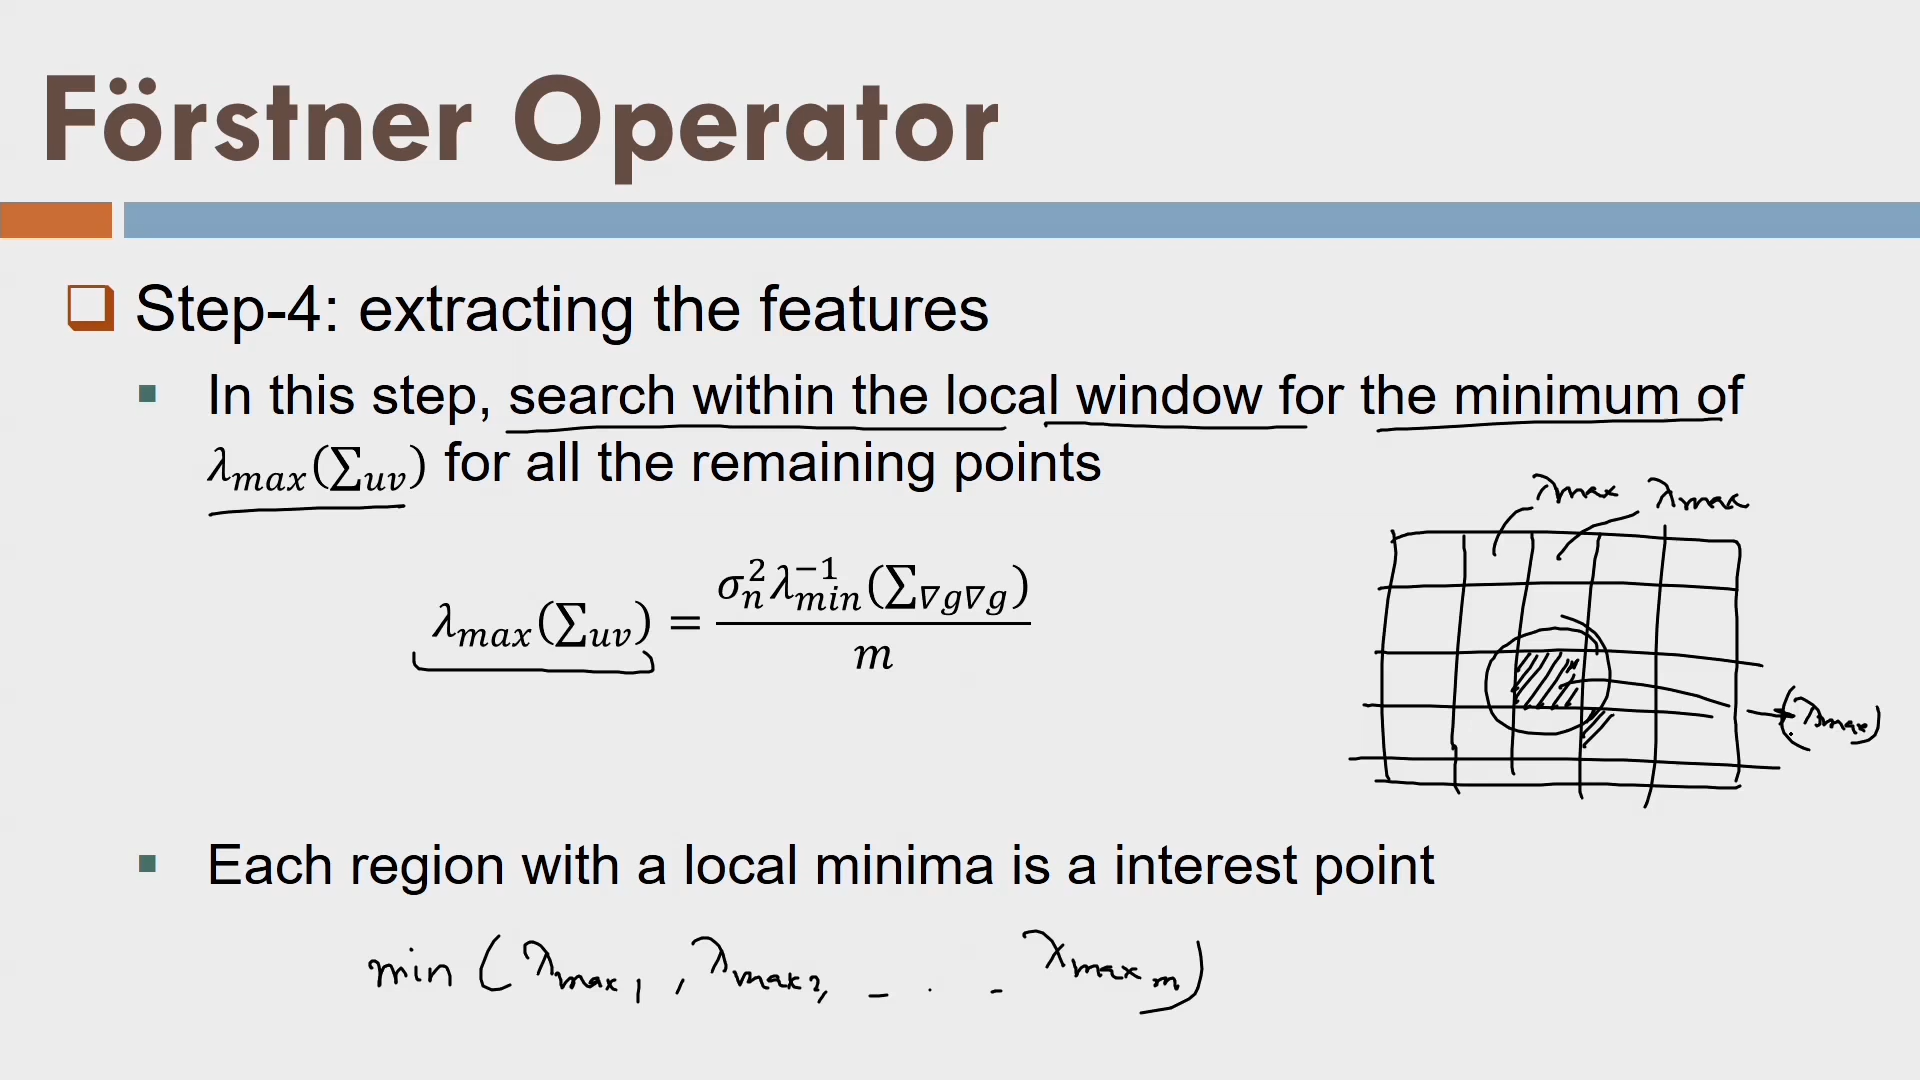 Förstner Operator
Step-4: extracting the features
In this step, search within the local window for the minimum of
λmax(∑uv) for all the remaining points
λmax λmax
λmax(∑uv) = σn²λmin⁻¹(∑∇g∇g) / m
(λmax)
Each region with a local minima is a interest point
min (λmax1, λmax2, - . - λmaxm)